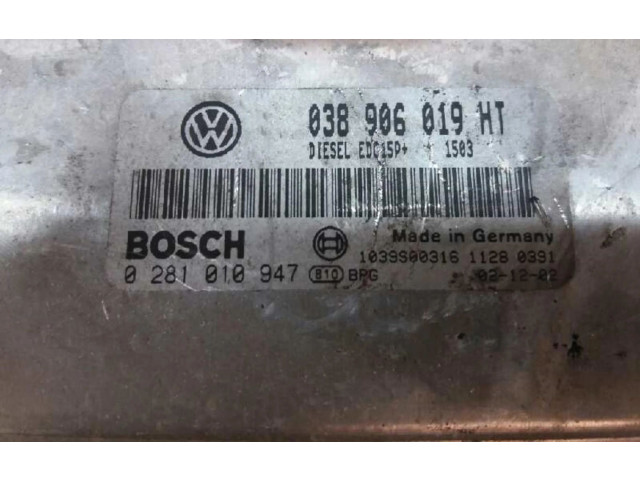 038 906 019 HT
DIESEL EDC15P+ 1503
BOSCH
Made in Germany
1039S00316 1128 0391
0 281 010 947 810 BPG 02-12-02